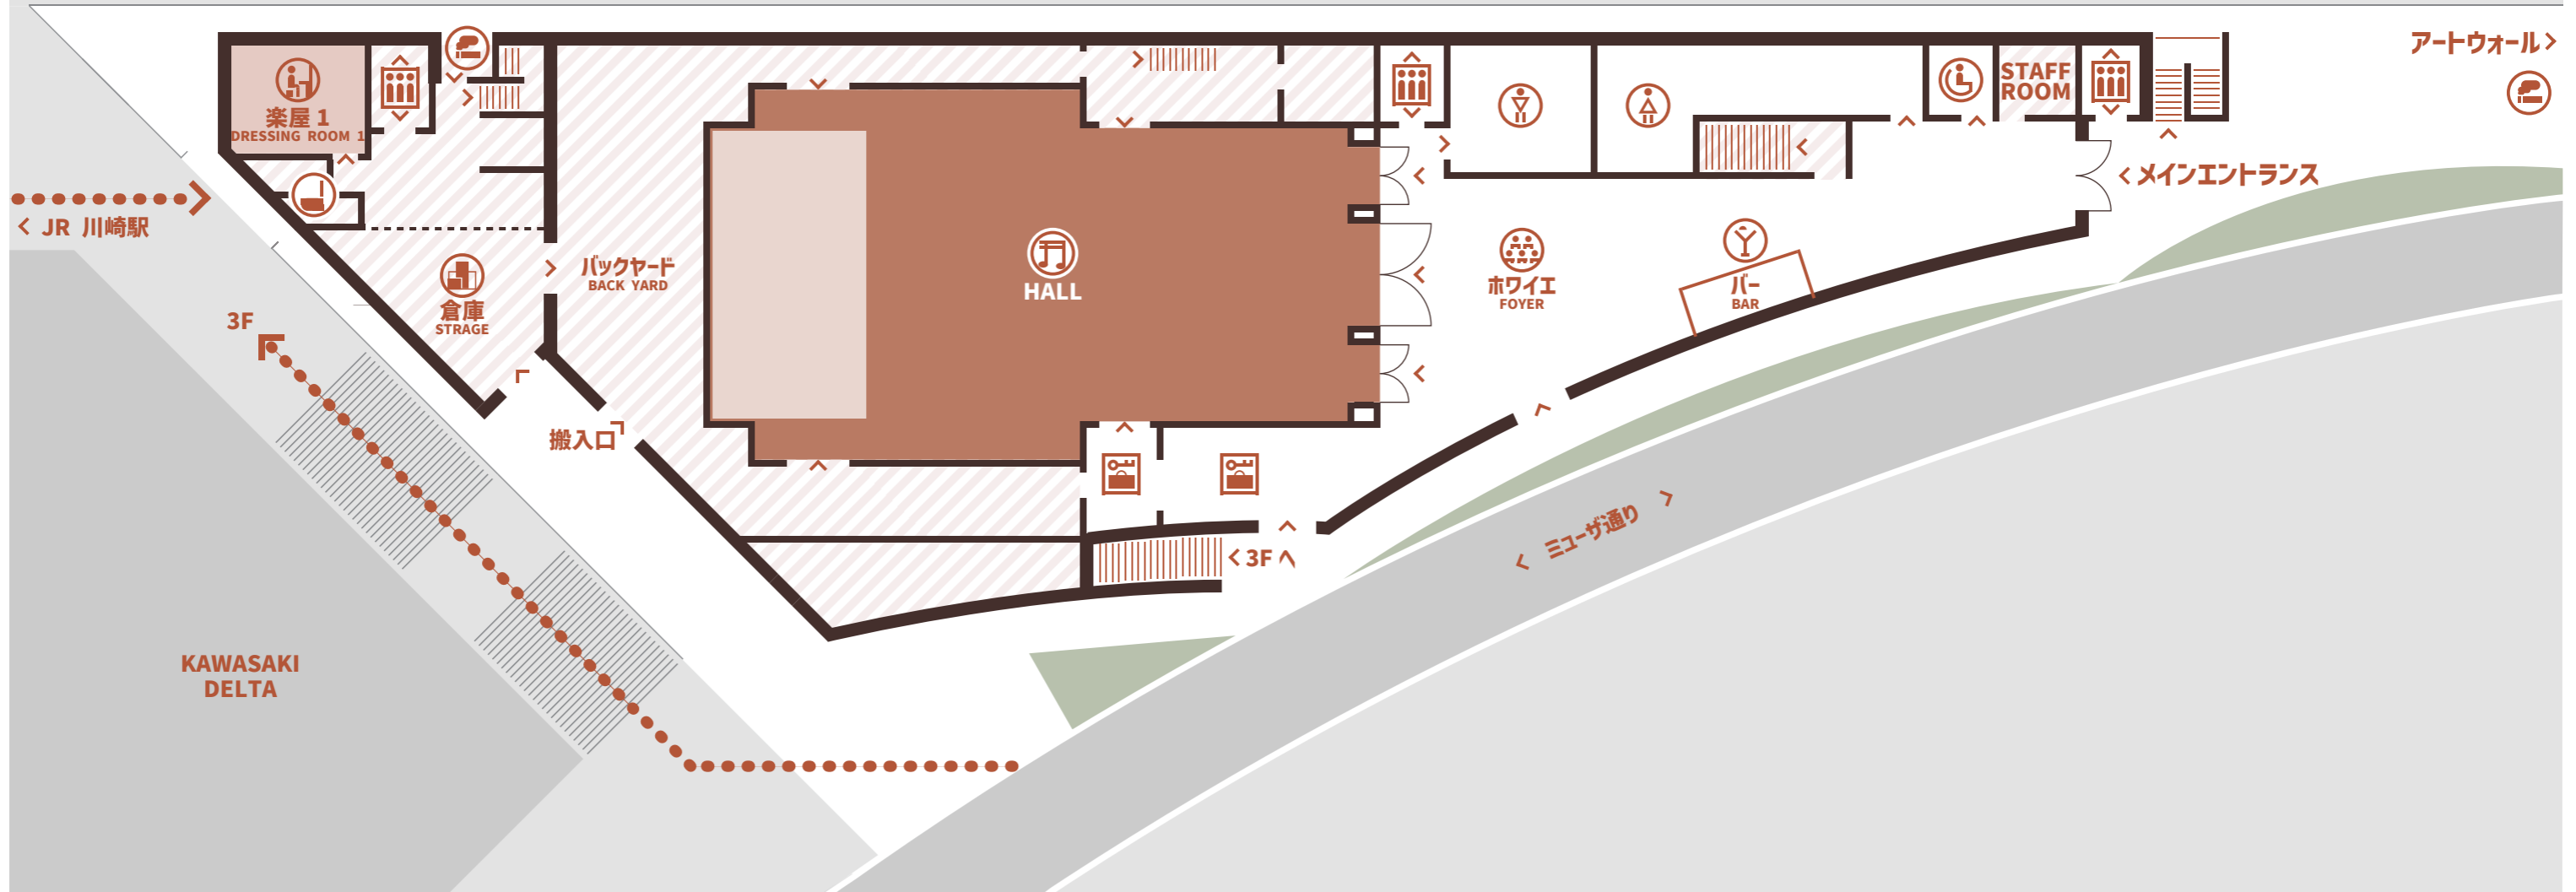 アートウォール
楽屋 1
DRESSING ROOM 1
STAFF
ROOM
メインエントランス
JR 川崎駅
バックヤード
BACK YARD
倉庫
STRAGE
HALL
ホワイエ
FOYER
バー
BAR
3F
搬入口
3F へ
ミューザ通り
KAWASAKI
DELTA